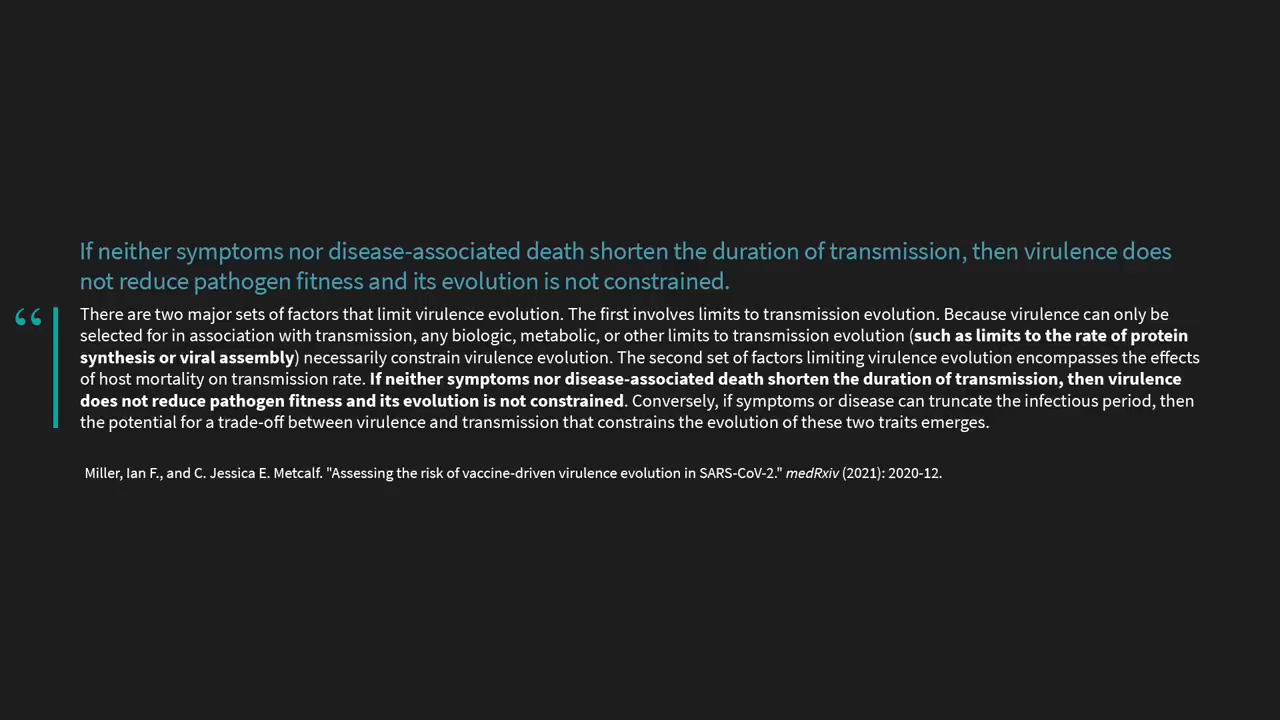 If neither symptoms nor disease-associated death shorten the duration of transmission, then virulence does
not reduce pathogen fitness and its evolution is not constrained.
“
There are two major sets of factors that limit virulence evolution. The first involves limits to transmission evolution. Because virulence can only be
selected for in association with transmission, any biologic, metabolic, or other limits to transmission evolution (such as limits to the rate of protein
synthesis or viral assembly) necessarily constrain virulence evolution. The second set of factors limiting virulence evolution encompasses the effects
of host mortality on transmission rate. If neither symptoms nor disease-associated death shorten the duration of transmission, then virulence
does not reduce pathogen fitness and its evolution is not constrained. Conversely, if symptoms or disease can truncate the infectious period, then
the potential for a trade-off between virulence and transmission that constrains the evolution of these two traits emerges.
Miller, Ian F., and C. Jessica E. Metcalf. "Assessing the risk of vaccine-driven virulence evolution in SARS-CoV-2." medRxiv (2021): 2020-12.